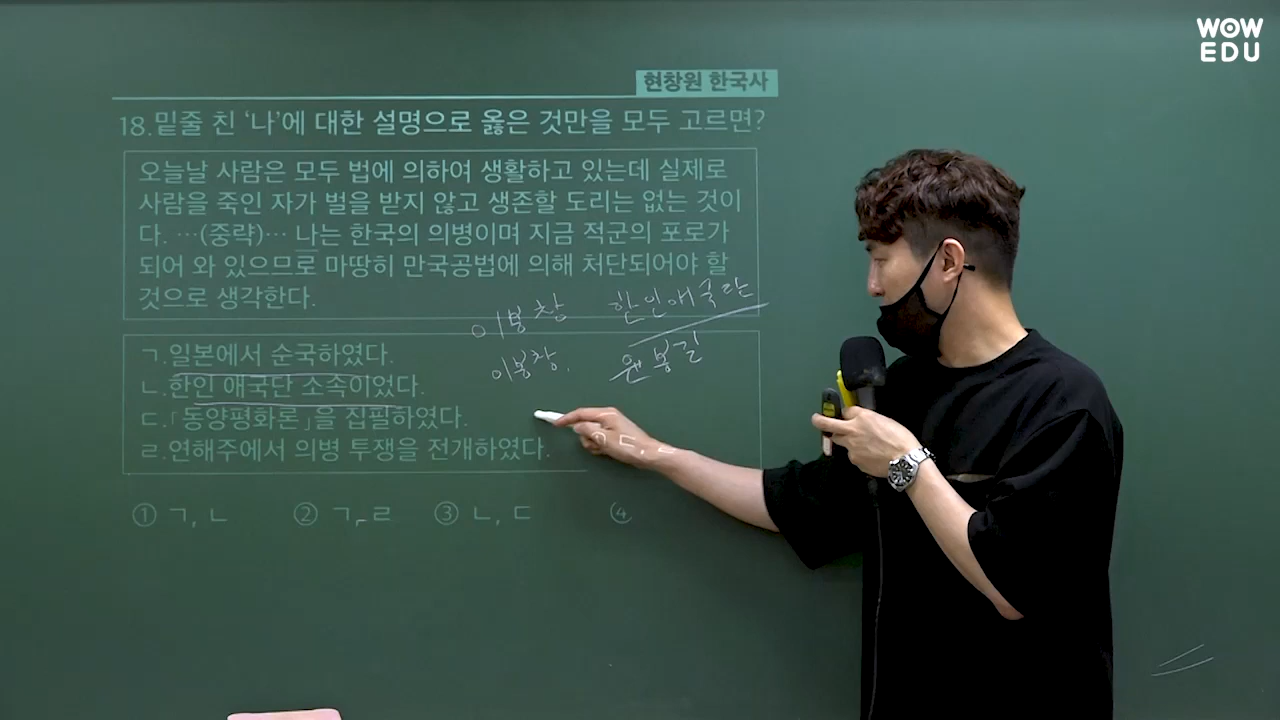 WOW
EDU
현창원 한국사
18.밑줄 친 '나'에 대한 설명으로 옳은 것만을 모두 고르면?
오늘날 사람은 모두 법에 의하여 생활하고 있는데 실제로
사람을 죽인 자가 벌을 받지 않고 생존할 도리는 없는 것이
다. …(중략)… 나는 한국의 의병이며 지금 적군의 포로가
되어 와 있으므로 마땅히 만국공법에 의해 처단되어야 할
것으로 생각한다.
이봉창 한인애국단
ㄱ.일본에서 순국하였다.
이봉창, 윤봉길
ㄴ.한인 애국단 소속이었다.
ㄷ.「동양평화론」을 집필하였다.
ㄹ.연해주에서 의병 투쟁을 전개하였다.
① ㄱ, ㄴ ② ㄱ, ㄹ ③ ㄴ, ㄷ ④